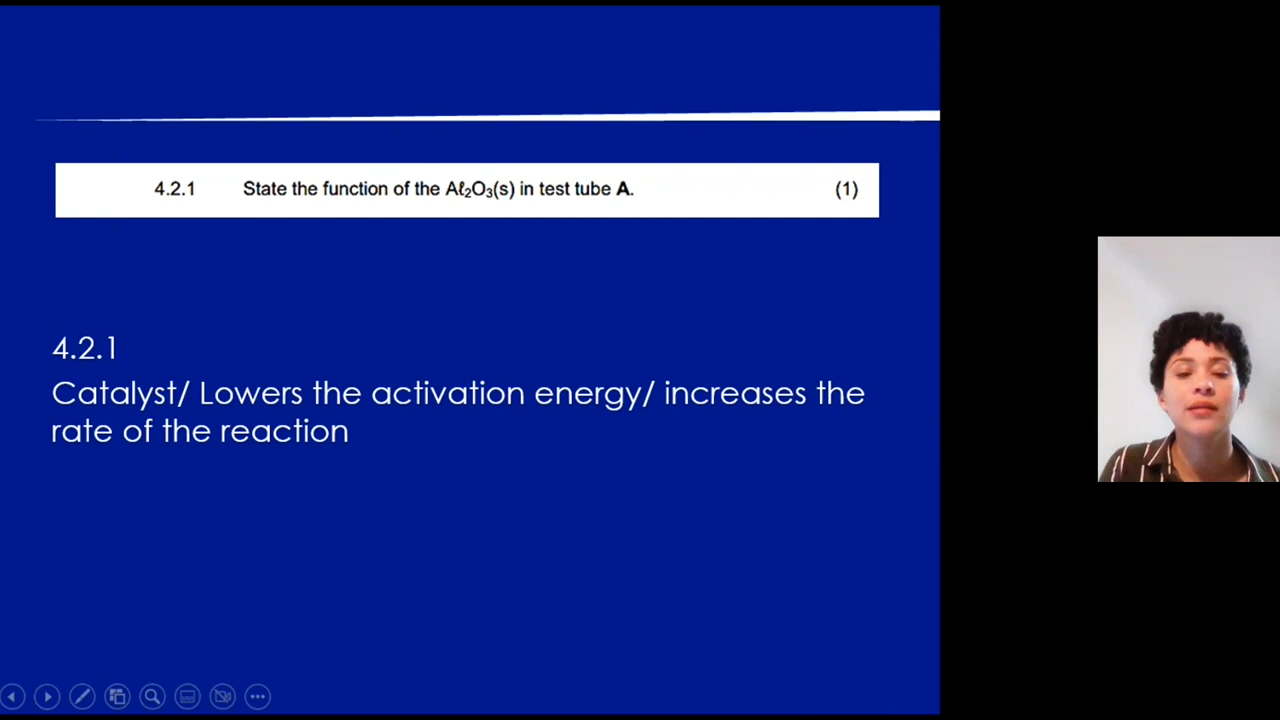 4.2.1 State the function of the Aℓ₂O₃(s) in test tube A. (1)
4.2.1
Catalyst/ Lowers the activation energy/ increases the
rate of the reaction